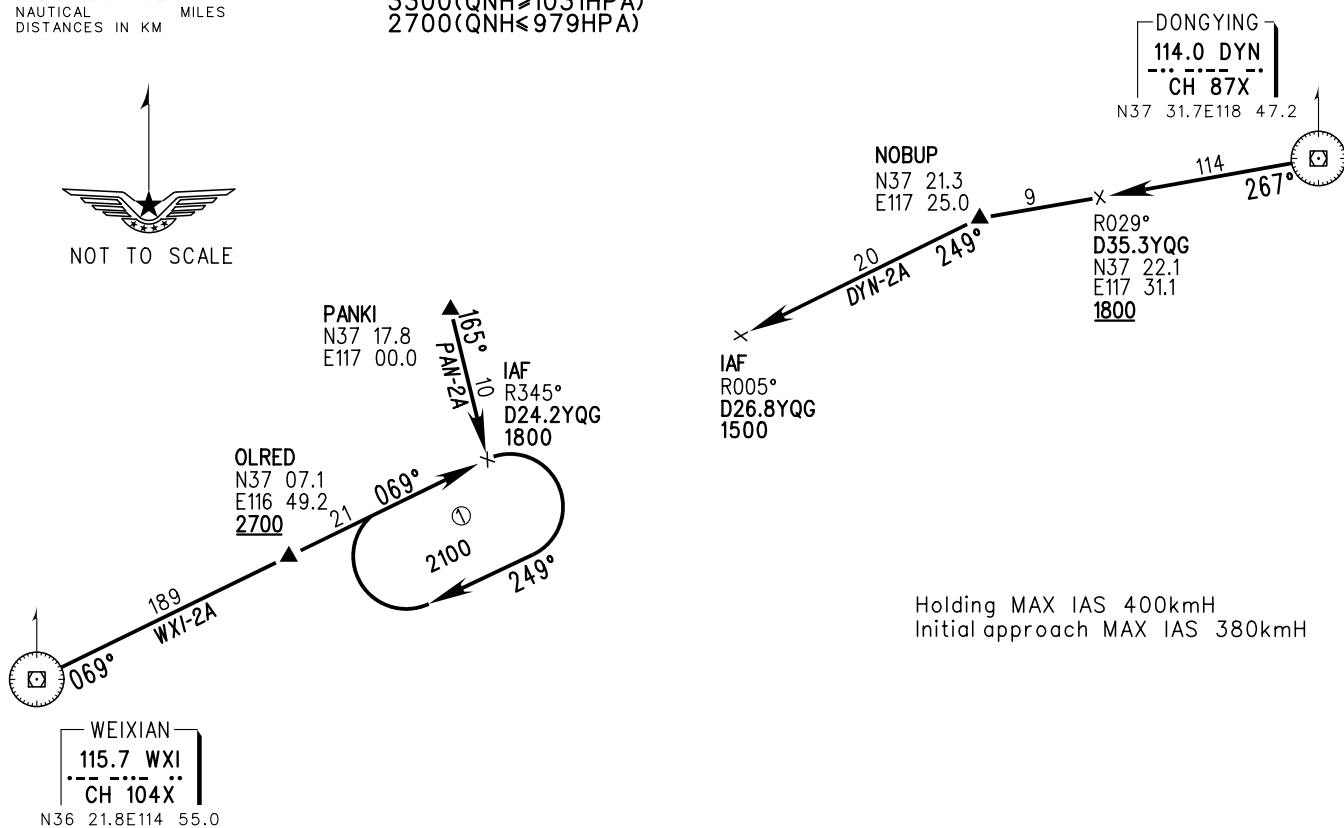 NAUTICAL MILES
DISTANCES IN KM
3300(QNH≥1031HPA)
2700(QNH≤979HPA)
NOT TO SCALE
DONGYING
114.0 DYN
CH 87X
N37 31.7E118 47.2
114
267°
R029°
D35.3YQG
N37 22.1
E117 31.1
1800
9
NOBUP
N37 21.3
E117 25.0
249°
20
DYN-2A
IAF
R005°
D26.8YQG
1500
PANKI
N37 17.8
E117 00.0
165°
10
PAN-2A
IAF
R345°
D24.2YQG
1800
OLRED
N37 07.1
E116 49.2
2700
21
069°
1
2100
249°
189
WXI-2A
069°
WEIXIAN
115.7 WXI
CH 104X
N36 21.8E114 55.0
Holding MAX IAS 400kmH
Initial approach MAX IAS 380kmH